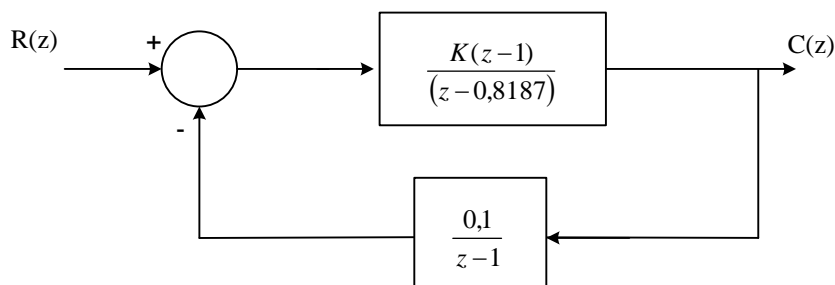 R(z)
+
K(z−1)
(z−0,8187)
C(z)
-
0,1
z−1